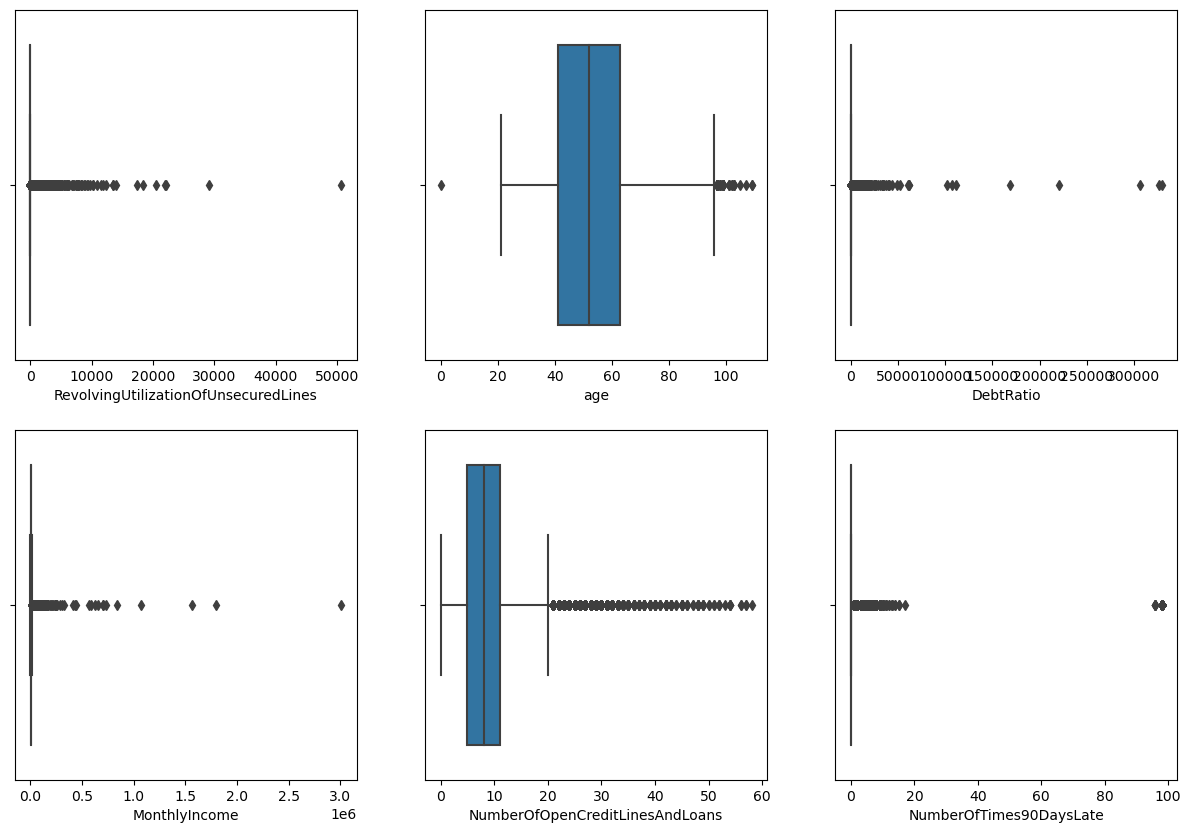 0 10000 20000 30000 40000 50000
RevolvingUtilizationOfUnsecuredLines
0 20 40 60 80 100
age
0 50000 100000 150000 200000 250000 300000
DebtRatio
0.0 0.5 1.0 1.5 2.0 2.5 3.0
1e6
MonthlyIncome
0 10 20 30 40 50 60
NumberOfOpenCreditLinesAndLoans
0 20 40 60 80 100
NumberOfTimes90DaysLate